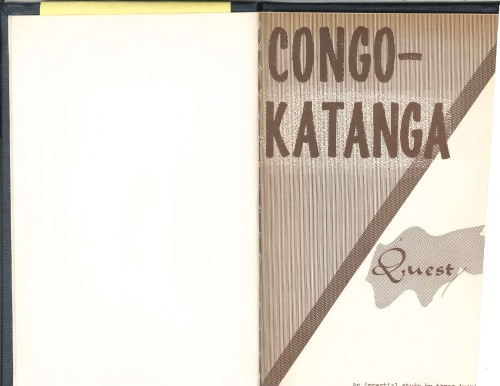 CONGO-
KATANGA
Quest
an impartial study by